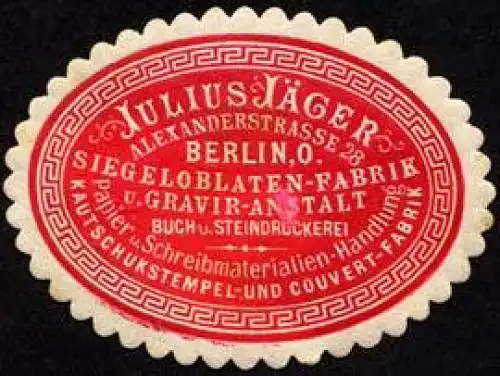 JULIUS JÄGER
ALEXANDERSTRASSE 28
BERLIN, O.
SIEGELOBLATEN-FABRIK
U. GRAVIR-ANSTALT
BUCH U. STEINDRUCKEREI
Papier u. Schreibmaterialien-Handlung
KAUTSCHUKSTEMPEL-UND COUVERT-FABRIK